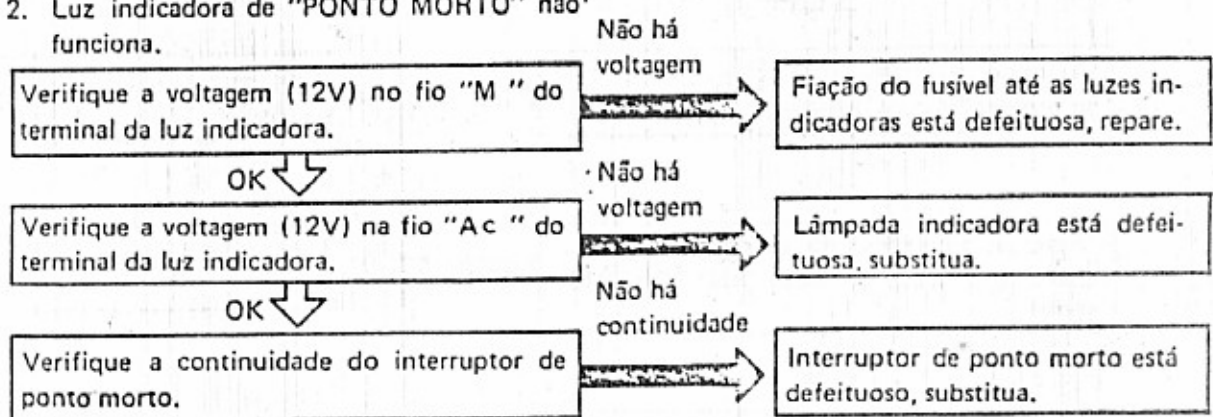 2. Luz indicadora de "PONTO MORTO" não
funciona.
Não há
voltagem
Verifique a voltagem (12V) no fio "M " do
terminal da luz indicadora.
Fiação do fusível até as luzes in-
dicadoras está defeituosa, repare.
OK
Não há
voltagem
Verifique a voltagem (12V) na fio "Ac " do
terminal da luz indicadora.
Lâmpada indicadora está defei-
tuosa, substitua.
OK
Não há
continuidade
Verifique a continuidade do interruptor de
ponto morto.
Interruptor de ponto morto está
defeituoso, substitua.